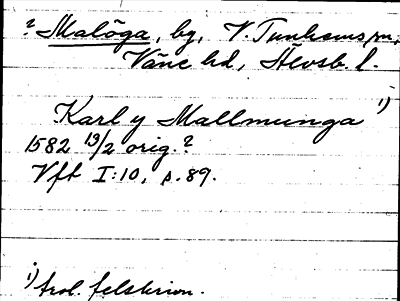 ? Malöga, by, V. Tunhems sn,
Väne hd, Älvsb. l.
Karl y Mallmunga 1)
1582 13/2 orig.?
Vft I:10, s. 89.
1) trol. felskrivn.